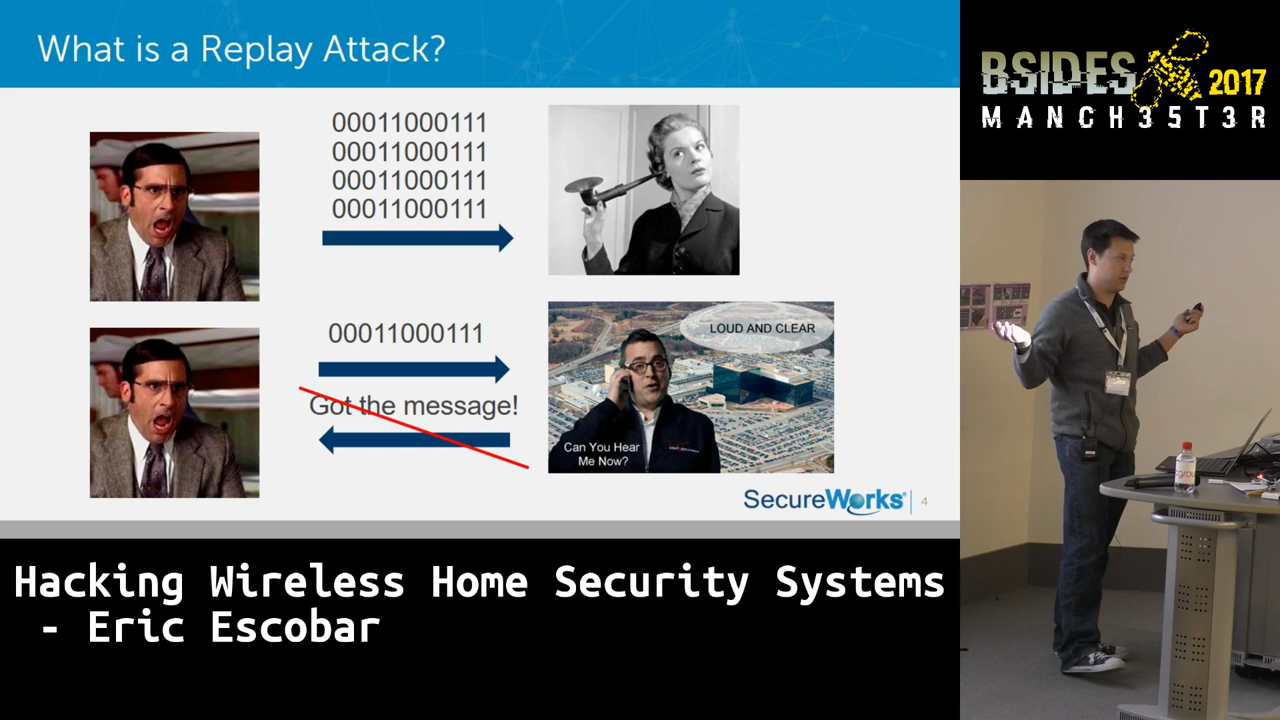 What is a Replay Attack?
00011000111
00011000111
00011000111
00011000111
00011000111
Got the message!
LOUD AND CLEAR
Can You Hear
Me Now?
SecureWorks
4
BSIDES 2017
MANCH35T3R
Hacking Wireless Home Security Systems
- Eric Escobar